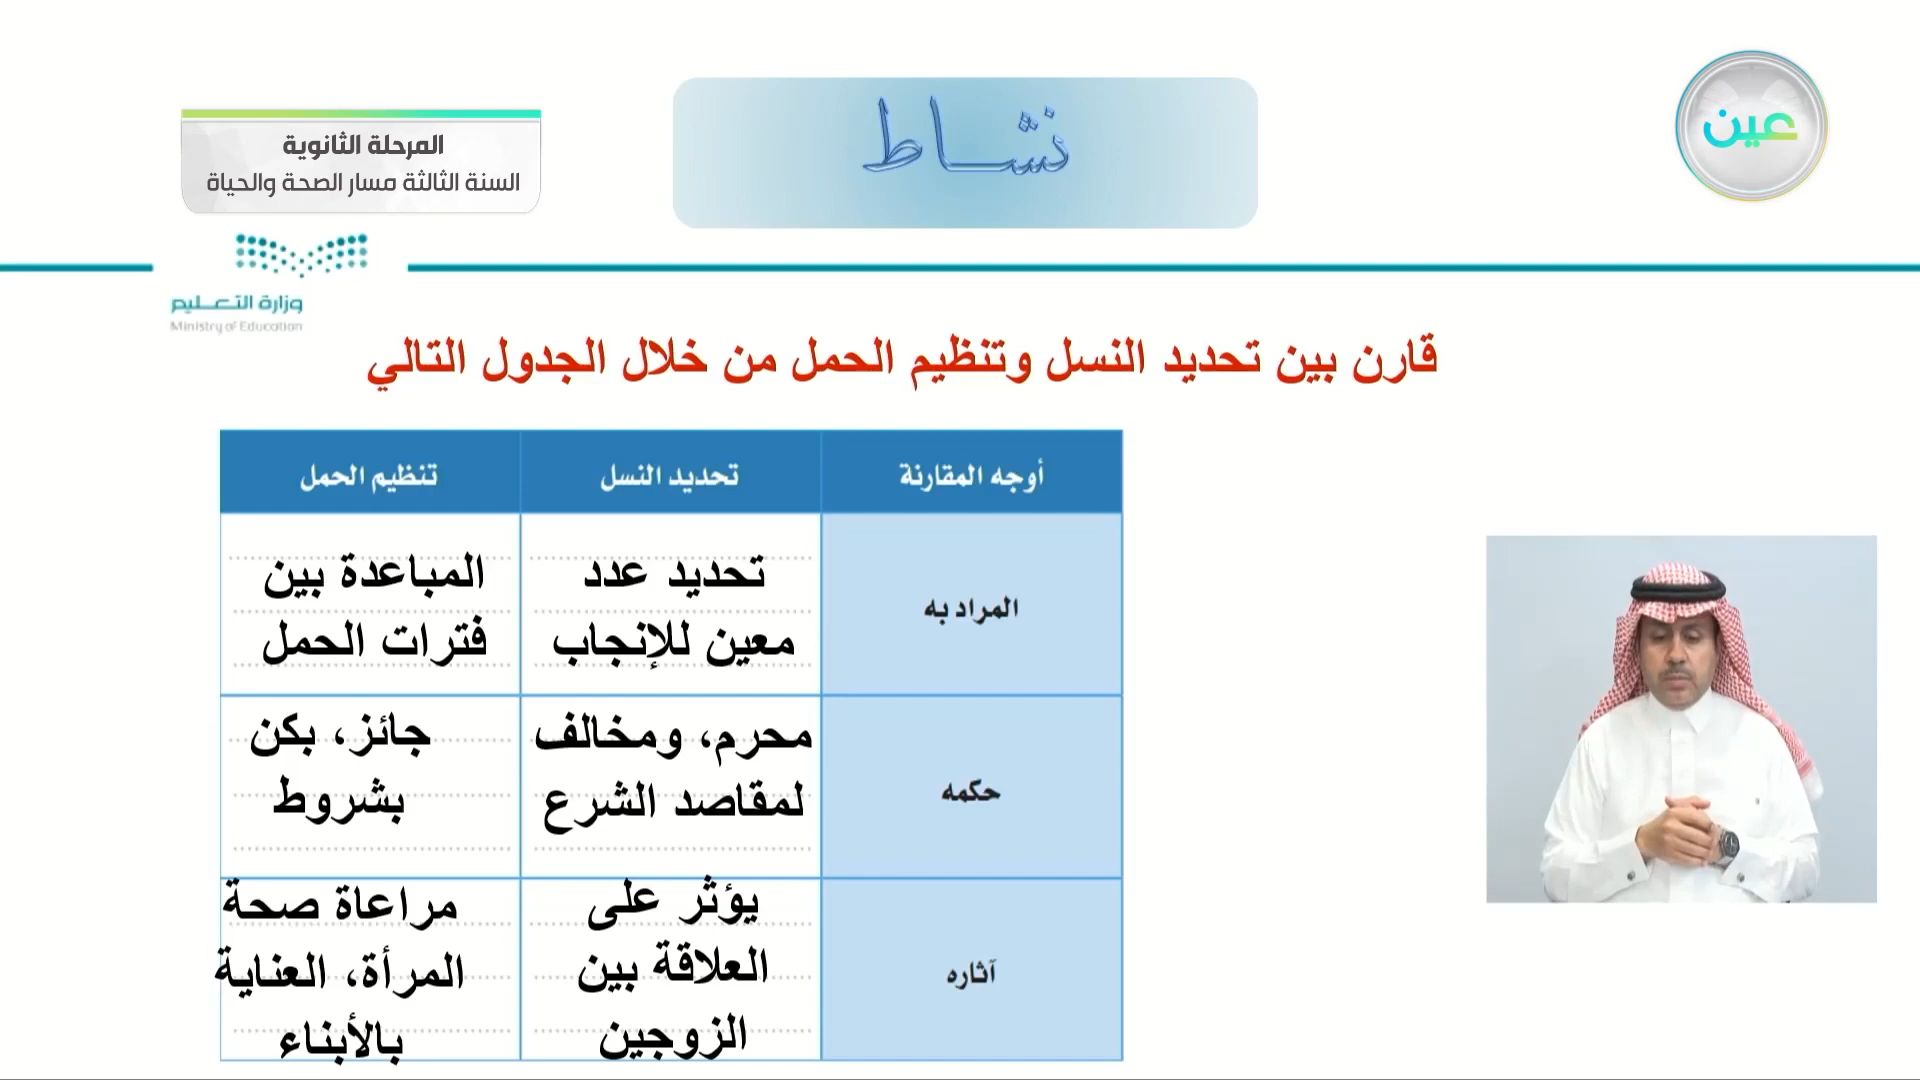 عين
نشاط
المرحلة الثانوية
السنة الثالثة مسار الصحة والحياة
وزارة التعليم
Ministry of Education
قارن بين تحديد النسل وتنظيم الحمل من خلال الجدول التالي
أوجه المقارنة
تحديد النسل
تنظيم الحمل
المراد به
تحديد عدد
معين للإنجاب
المباعدة بين
فترات الحمل
حكمه
محرم، ومخالف
لمقاصد الشرع
جائز، بكن
بشروط
آثاره
يؤثر على
العلاقة بين
الزوجين
مراعاة صحة
المرأة، العناية
بالأبناء